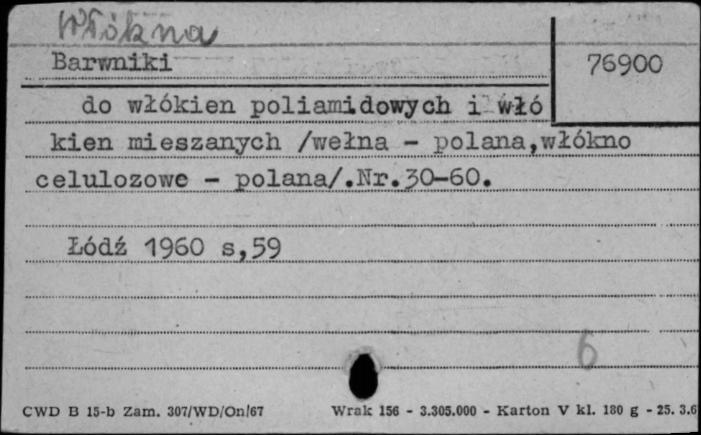 Włókna
Barwniki
76900
do włókien poliamidowych i włó
kien mieszanych /wełna - polana,włókno
celulozowe - polana/.Nr.30-60.
Łódź 1960 s,59
6
CWD B 15-b Zam. 307/WD/On/67 Wrak 156 - 3.305.000 - Karton V kl. 180 g - 25. 3.6